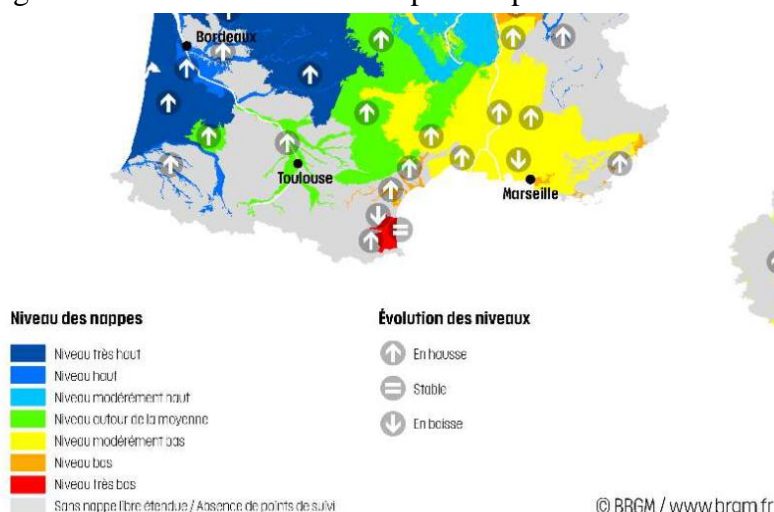 Bordeaux
Toulouse
Marseille
Niveau des nappes
Niveau très haut
Niveau haut
Niveau modérément haut
Niveau autour de la moyenne
Niveau modérément bas
Niveau bas
Niveau très bas
Sans nappe libre étendue / Absence de points de suivi
Évolution des niveaux
En hausse
Stable
En baisse
© BRGM / www.brgm.fr